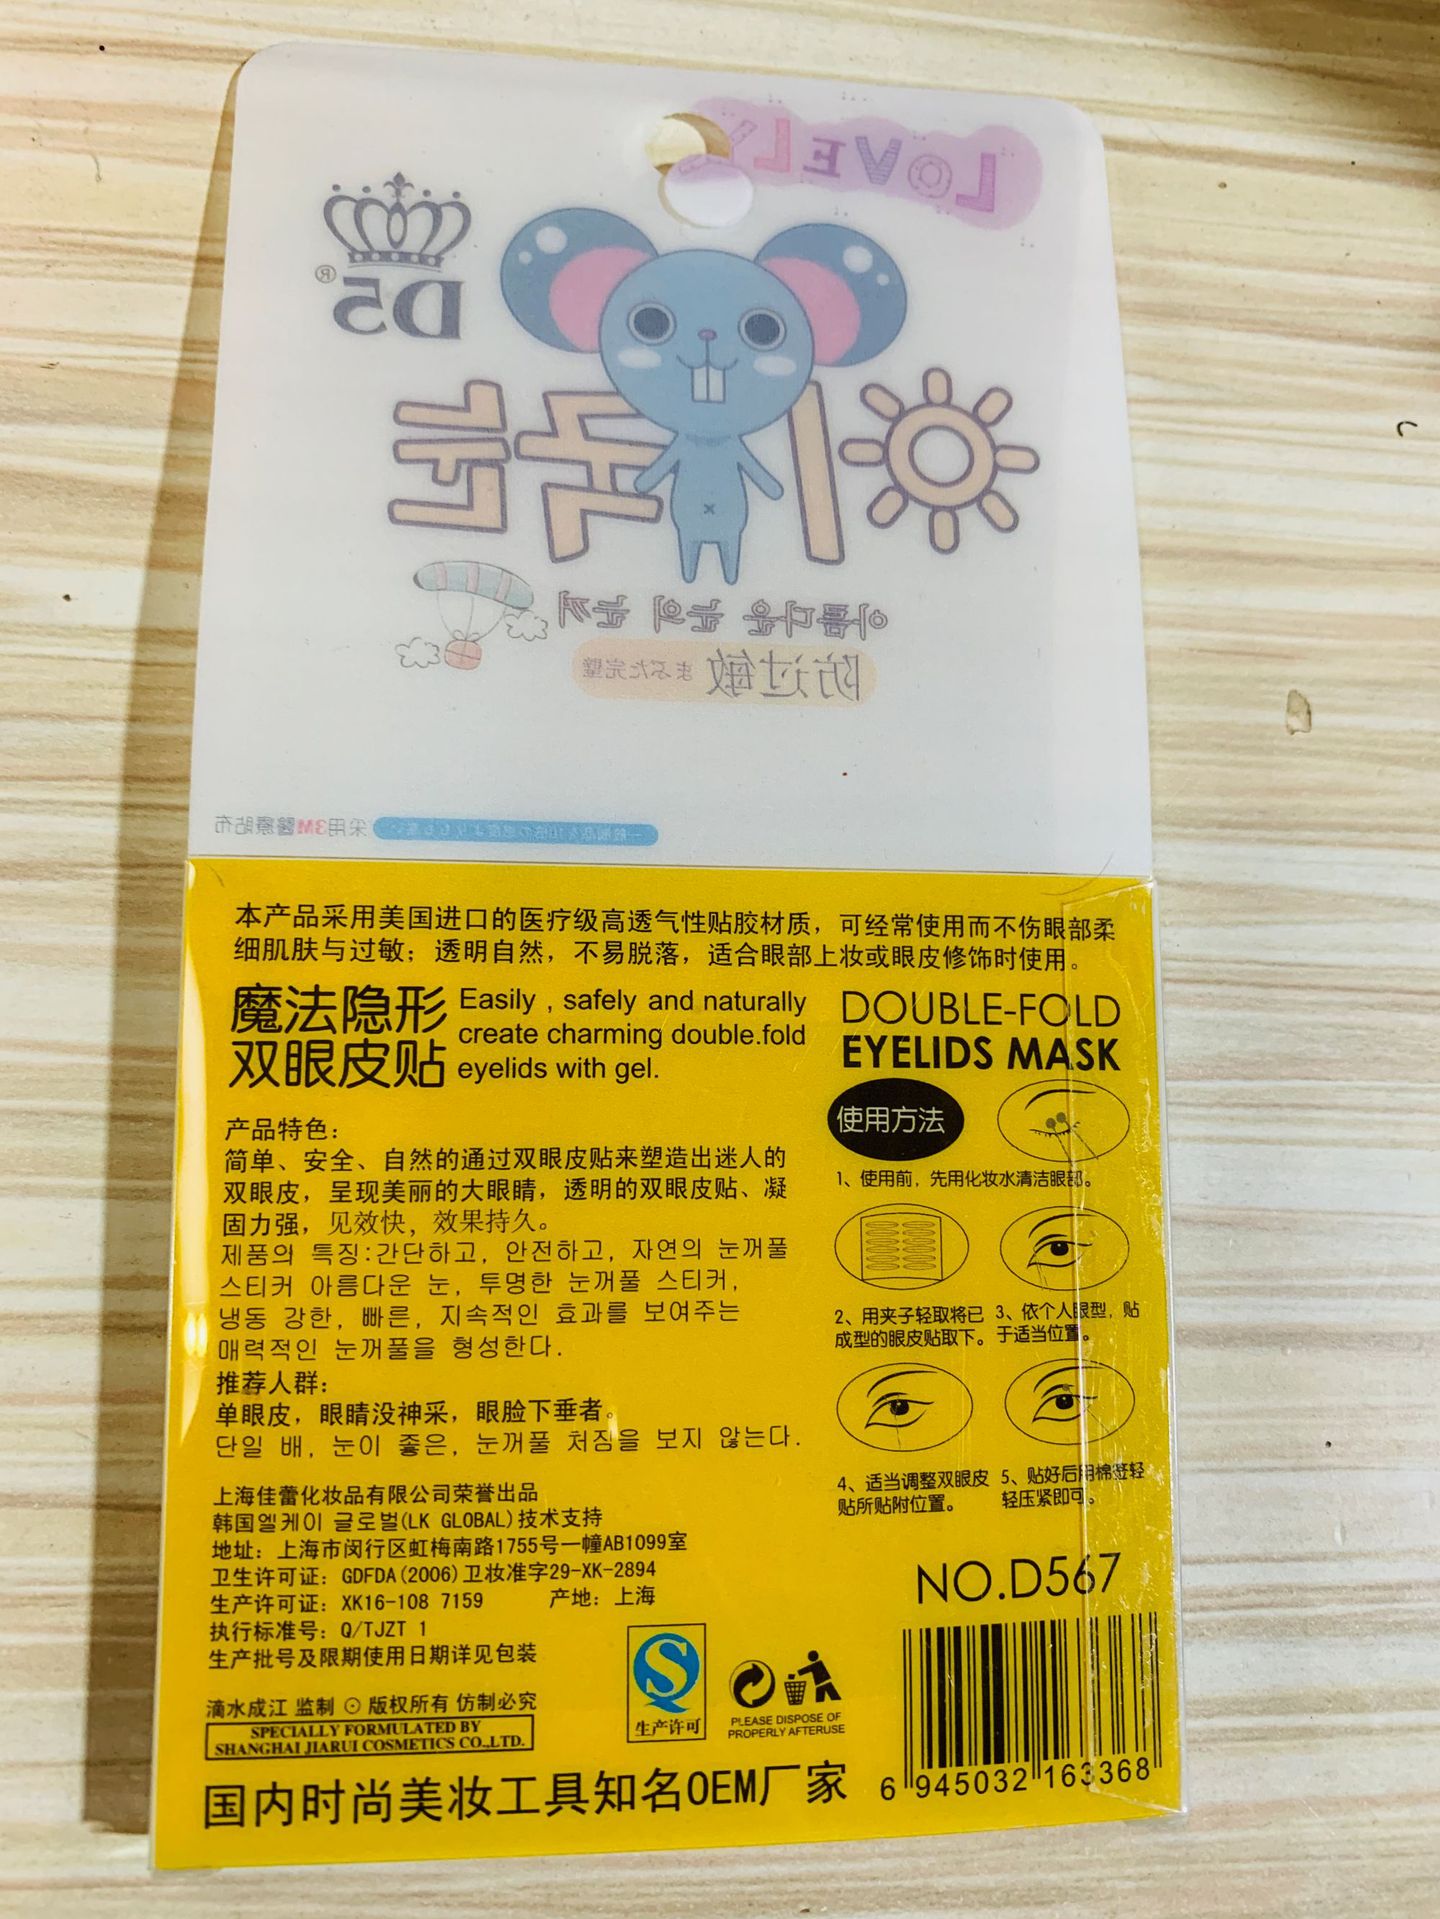 LOVELY
D5®
아름다운 눈의 눈꺼
防过敏 まぶた完璧
采用3M醫療貼布
本产品采用美国进口的医疗级高透气性贴胶材质，可经常使用而不伤眼部柔
细肌肤与过敏；透明自然，不易脱落，适合眼部上妆或眼皮修饰时使用。
魔法隐形
双眼皮贴
Easily , safely and naturally
create charming double.fold
eyelids with gel.
DOUBLE-FOLD
EYELIDS MASK
产品特色：
简单、安全、自然的通过双眼皮贴来塑造出迷人的
双眼皮，呈现美丽的大眼睛，透明的双眼皮贴、凝
固力强，见效快，效果持久。
제품의 특징:간단하고, 안전하고, 자연의 눈꺼풀
스티커 아름다운 눈, 투명한 눈꺼풀 스티커,
냉동 강한, 빠른, 지속적인 효과를 보여주는
매력적인 눈꺼풀을 형성한다.
推荐人群：
单眼皮，眼睛没神采，眼脸下垂者。
단일 배, 눈이 좋은, 눈꺼풀 처짐을 보지 않는다.
使用方法
1、使用前，先用化妆水清洁眼部。
2、用夹子轻取将已
成型的眼皮贴取下。
3、依个人眼型，贴
于适当位置。
4、适当调整双眼皮
贴所贴附位置。
5、贴好后用棉签轻
轻压紧即可。
上海佳蕾化妆品有限公司荣誉出品
韩国엘케이 글로벌(LK GLOBAL)技术支持
地址：上海市闵行区虹梅南路1755号一幢AB1099室
卫生许可证：GDFDA(2006)卫妆准字29-XK-2894
生产许可证：XK16-108 7159 产地：上海
执行标准号：Q/TJZT 1
生产批号及限期使用日期详见包装
滴水成江 监制 ⊙ 版权所有 仿制必究
SPECIALLY FORMULATED BY
SHANGHAI JIARUI COSMETICS CO.,LTD.
生产许可
PLEASE DISPOSE OF
PROPERLY AFTERUSE
NO.D567
6 945032 163368
国内时尚美妆工具知名OEM厂家